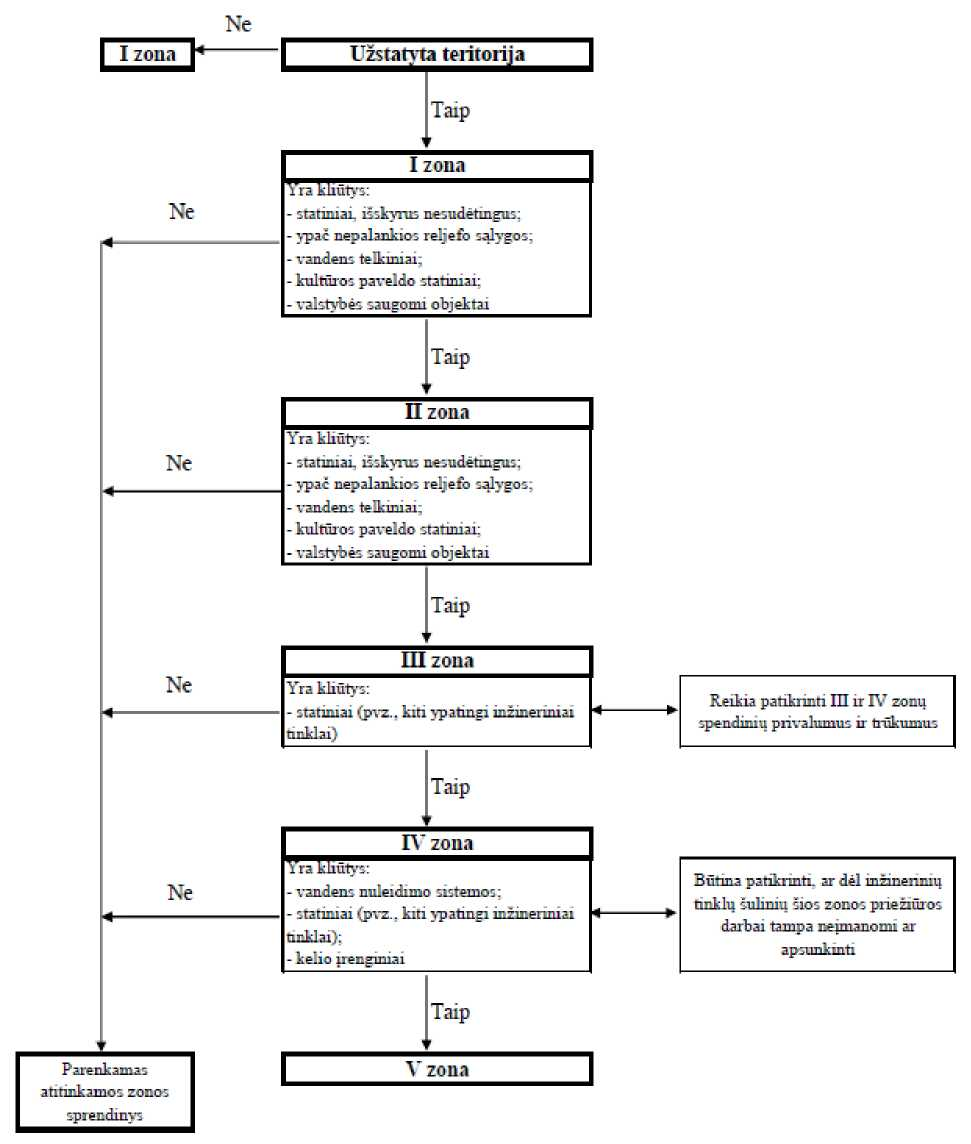 Ne
I zona
Užstatyta teritorija
Taip
I zona
Yra kliūtys:
- statiniai, išskyrus nesudėtingus;
- ypač nepalankios reljefo sąlygos;
- vandens telkiniai;
- kultūros paveldo statiniai;
- valstybės saugomi objektai
Ne
Taip
II zona
Yra kliūtys:
- statiniai, išskyrus nesudėtingus;
- ypač nepalankios reljefo sąlygos;
- vandens telkiniai;
- kultūros paveldo statiniai;
- valstybės saugomi objektai
Ne
Taip
III zona
Yra kliūtys:
- statiniai (pvz., kiti ypatingi inžineriniai
tinklai)
Ne
Reikia patikrinti III ir IV zonų
spendinių privalumus ir trūkumus
Taip
IV zona
Yra kliūtys:
- vandens nuleidimo sistemos;
- statiniai (pvz., kiti ypatingi inžineriniai
tinklai);
- kelio įrenginiai
Ne
Būtina patikrinti, ar dėl inžinerinių
tinklų šulinių šios zonos priežiūros
darbai tampa neįmanomi ar
apsunkinti
Taip
V zona
Parenkamas
atitinkamos zonos
sprendinys